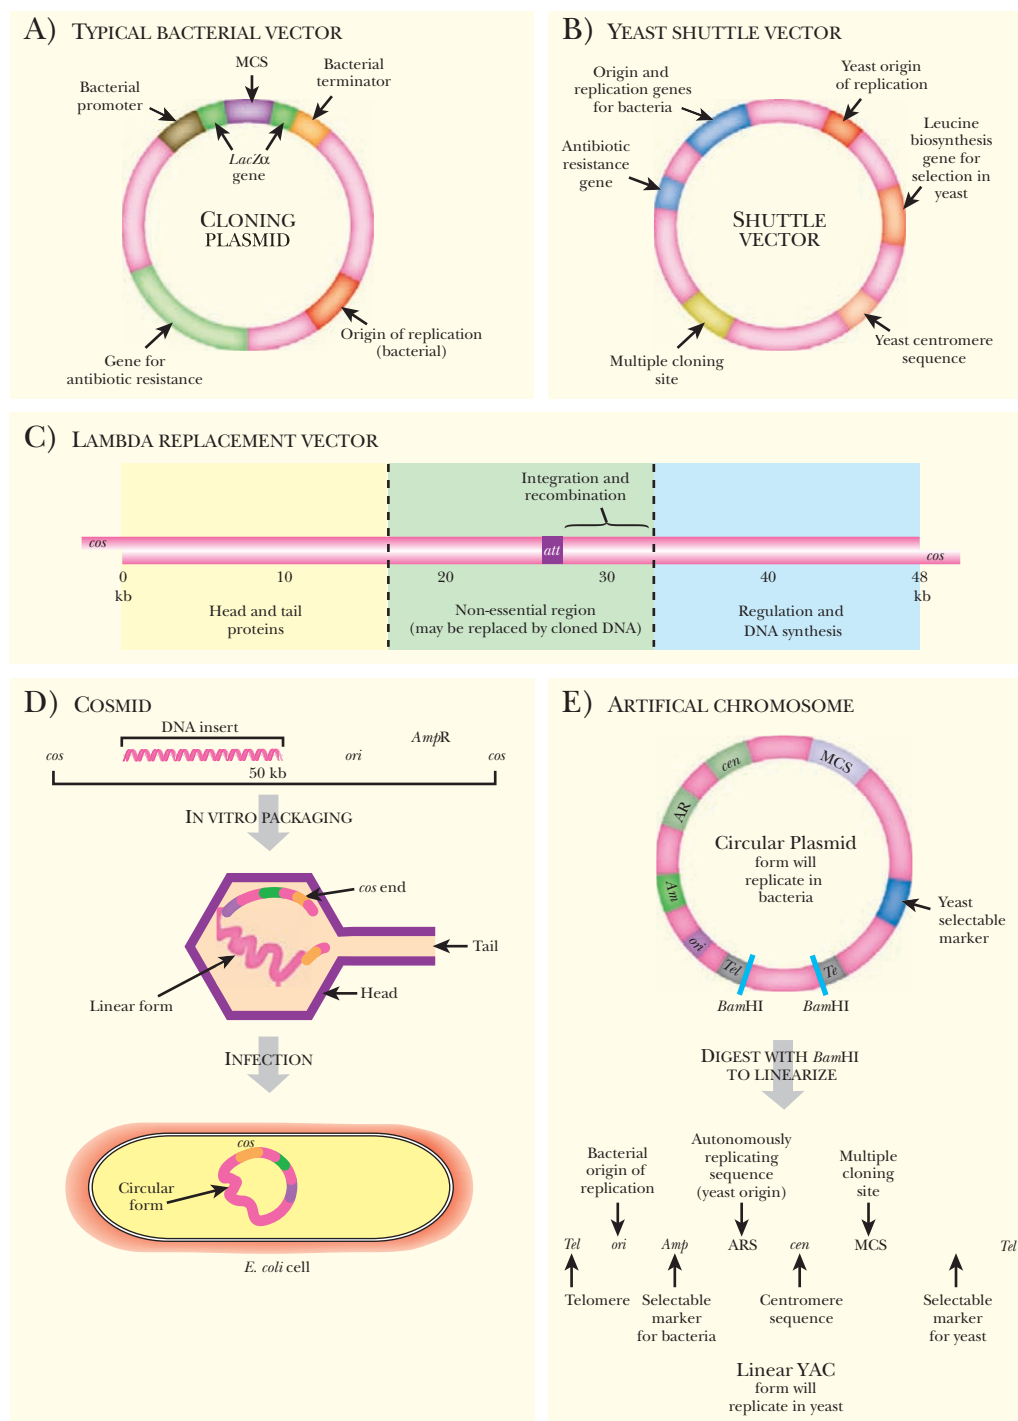 A) TYPICAL BACTERIAL VECTOR
MCS
Bacterial
terminator
Bacterial
promoter
LacZα
gene
CLONING
PLASMID
Origin of replication
(bacterial)
Gene for
antibiotic resistance
B) YEAST SHUTTLE VECTOR
Origin and
replication genes
for bacteria
Yeast origin
of replication
Leucine
biosynthesis
gene for
selection in
yeast
Antibiotic
resistance
gene
SHUTTLE
VECTOR
Yeast centromere
sequence
Multiple cloning
site
C) LAMBDA REPLACEMENT VECTOR
Integration and
recombination
cos
att
cos
0 10 20 30 40 48
kb kb
Head and tail
proteins
Non-essential region
(may be replaced by cloned DNA)
Regulation and
DNA synthesis
D) COSMID
DNA insert
cos ori AmpR cos
50 kb
IN VITRO PACKAGING
cos end
Tail
Head
Linear form
INFECTION
cos
Circular
form
E. coli cell
E) ARTIFICAL CHROMOSOME
cen
MCS
AR
Am
ori
Tel
Te
Circular Plasmid
form will
replicate in
bacteria
Yeast
selectable
marker
BamHI BamHI
DIGEST WITH BamHI
TO LINEARIZE
Bacterial
origin of
replication
Autonomously
replicating
sequence
(yeast origin)
Multiple
cloning
site
Tel ori Amp ARS cen MCS Tel
Telomere
Selectable
marker
for bacteria
Centromere
sequence
Selectable
marker
for yeast
Linear YAC
form will
replicate in yeast